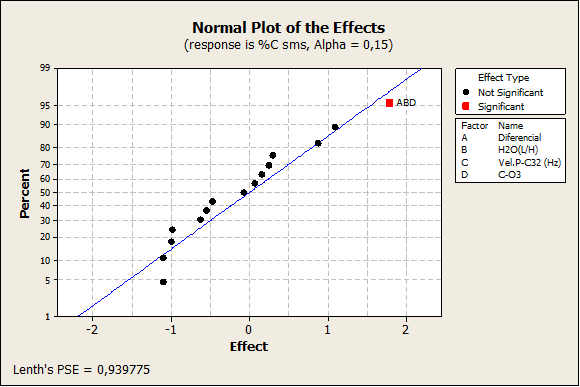 Normal Plot of the Effects
(response is %C sms, Alpha = 0,15)
99
95
90
80
70
60
50
40
30
20
10
5
1
Percent
-2 -1 0 1 2
Effect
ABD
Effect Type
Not Significant
Significant
Factor Name
A Diferencial
B H2O(L/H)
C Vel.P-C32 (Hz)
D C-O3
Lenth's PSE = 0,939775